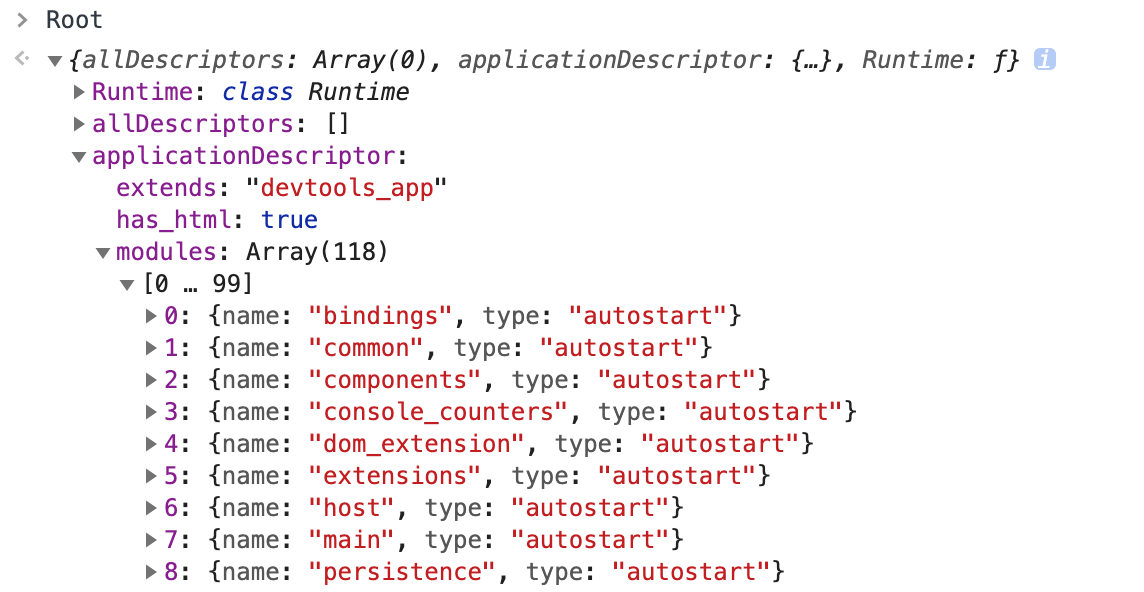 Root
{allDescriptors: Array(0), applicationDescriptor: {…}, Runtime: ƒ} i
Runtime: class Runtime
allDescriptors: []
applicationDescriptor:
extends: "devtools_app"
has_html: true
modules: Array(118)
[0 … 99]
0: {name: "bindings", type: "autostart"}
1: {name: "common", type: "autostart"}
2: {name: "components", type: "autostart"}
3: {name: "console_counters", type: "autostart"}
4: {name: "dom_extension", type: "autostart"}
5: {name: "extensions", type: "autostart"}
6: {name: "host", type: "autostart"}
7: {name: "main", type: "autostart"}
8: {name: "persistence", type: "autostart"}